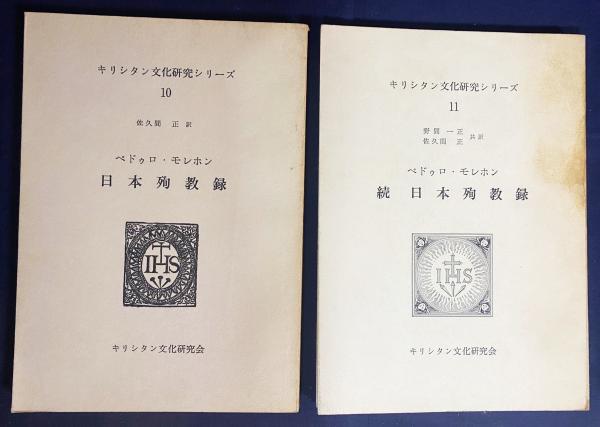 キリシタン文化研究シリーズ
10
佐久間 正 訳
ペドゥロ・モレホン
日本殉教録
IHS
キリシタン文化研究会
キリシタン文化研究シリーズ
11
野間一正
佐久間 正 共訳
ペドゥロ・モレホン
続 日本殉教録
IHS
キリシタン文化研究会